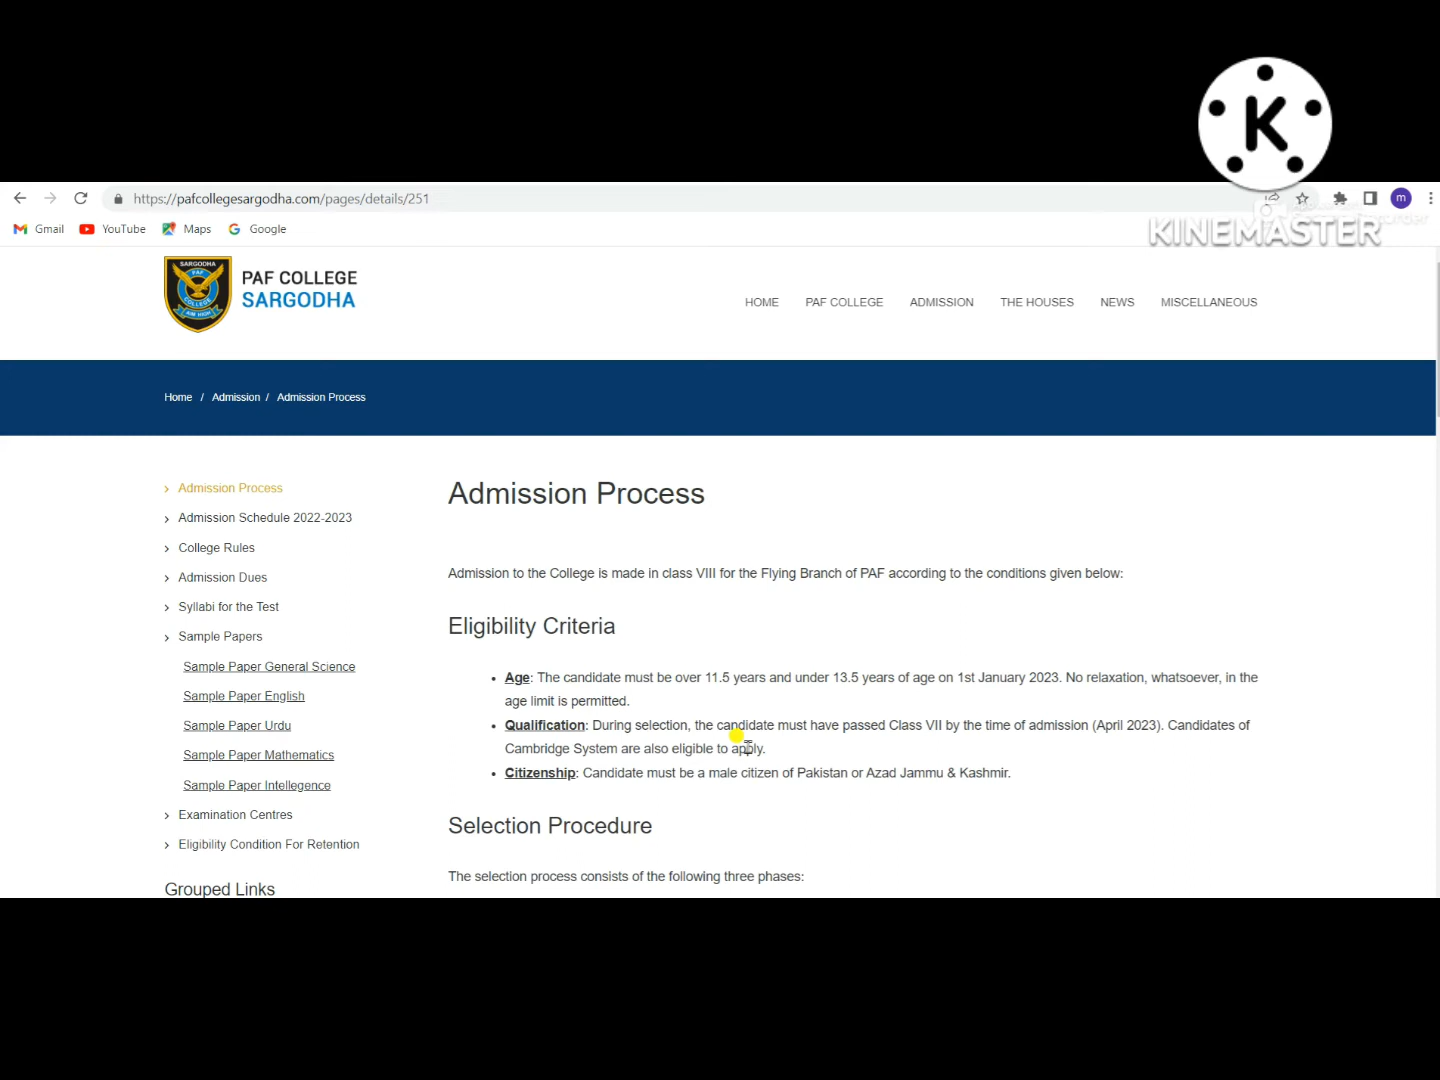 K
https://pafcollegesargodha.com/pages/details/251
m
Gmail YouTube Maps Google
KINEMASTER
SARGODHA
PAF
COLLEGE
AIM HIGH
PAF COLLEGE
SARGODHA
HOME PAF COLLEGE ADMISSION THE HOUSES NEWS MISCELLANEOUS
Home / Admission / Admission Process
Admission Process
Admission Schedule 2022-2023
College Rules
Admission Dues
Syllabi for the Test
Sample Papers
Sample Paper General Science
Sample Paper English
Sample Paper Urdu
Sample Paper Mathematics
Sample Paper Intellegence
Examination Centres
Eligibility Condition For Retention
Grouped Links
Admission Process
Admission to the College is made in class VIII for the Flying Branch of PAF according to the conditions given below:
Eligibility Criteria
• Age: The candidate must be over 11.5 years and under 13.5 years of age on 1st January 2023. No relaxation, whatsoever, in the
age limit is permitted.
• Qualification: During selection, the candidate must have passed Class VII by the time of admission (April 2023). Candidates of
Cambridge System are also eligible to apply.
• Citizenship: Candidate must be a male citizen of Pakistan or Azad Jammu & Kashmir.
Selection Procedure
The selection process consists of the following three phases: